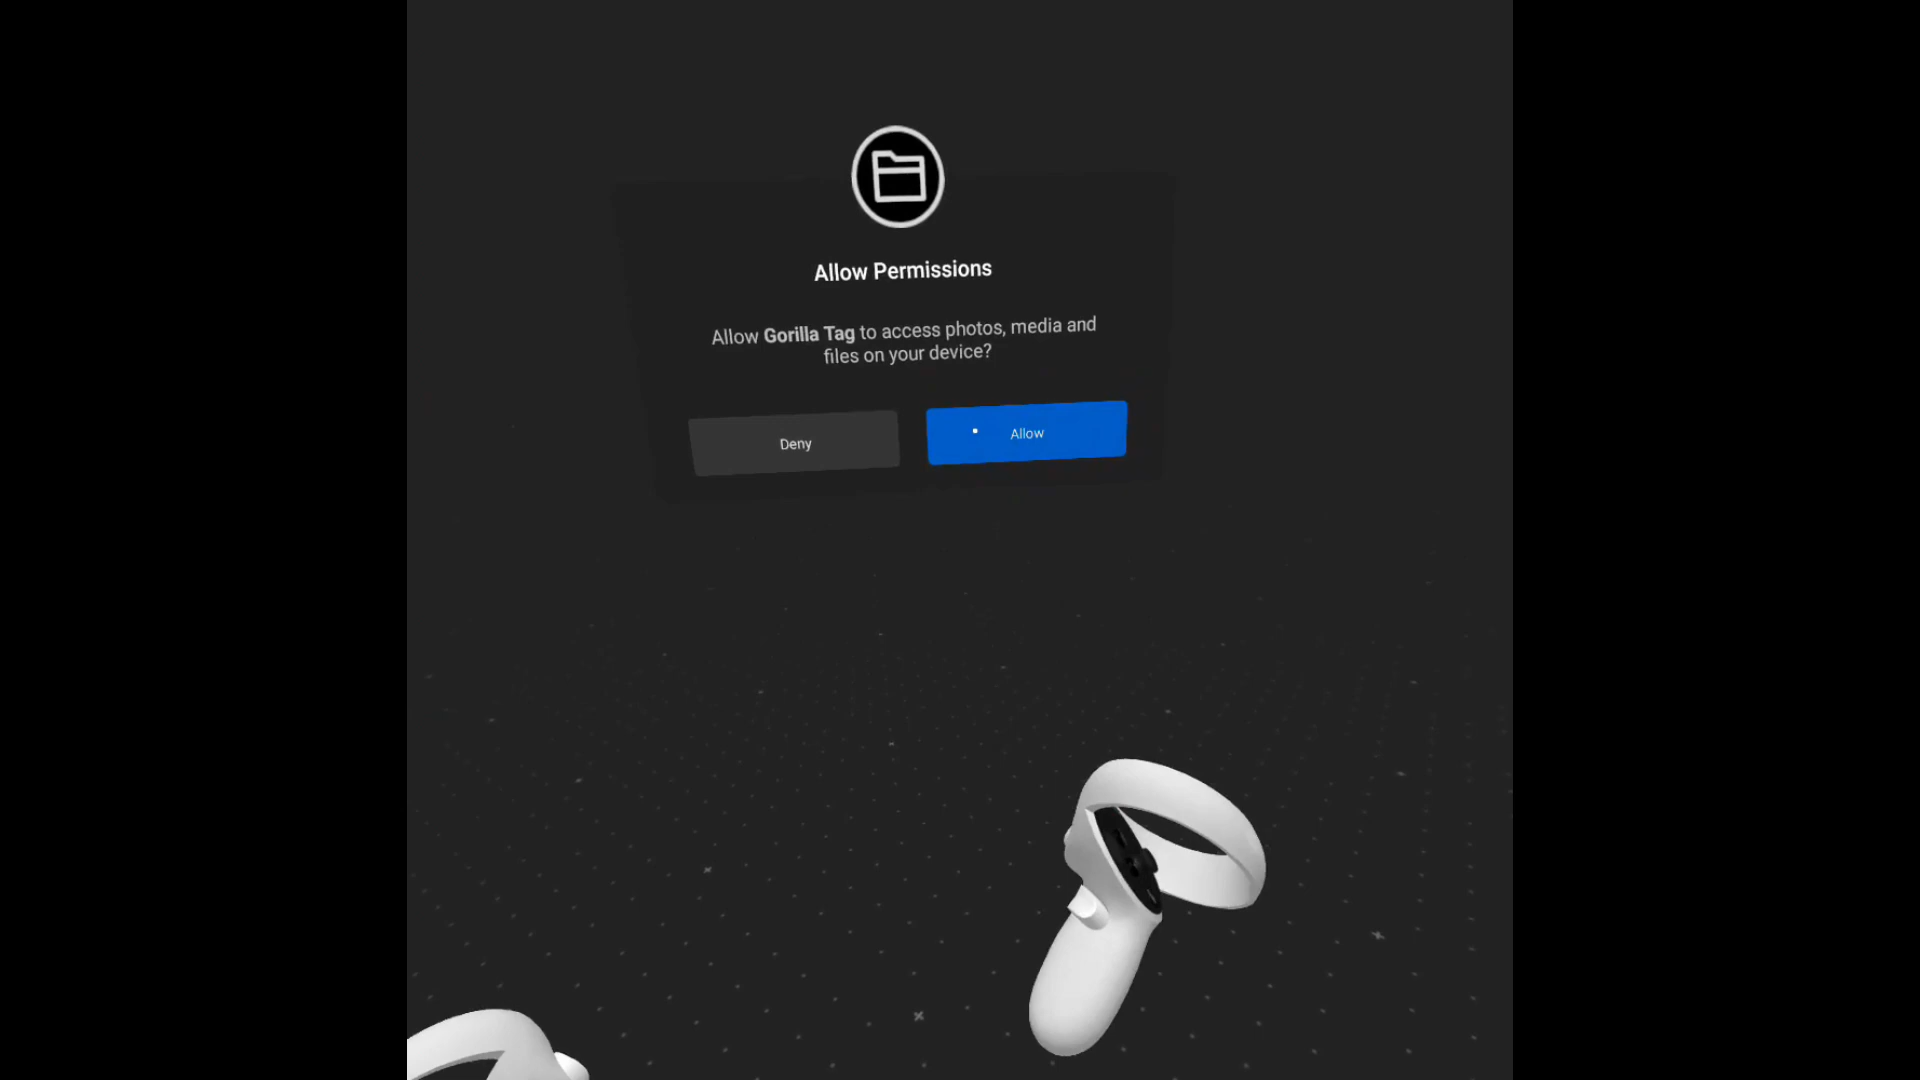 Allow Permissions
Allow Gorilla Tag to access photos, media and
files on your device?
Deny
Allow